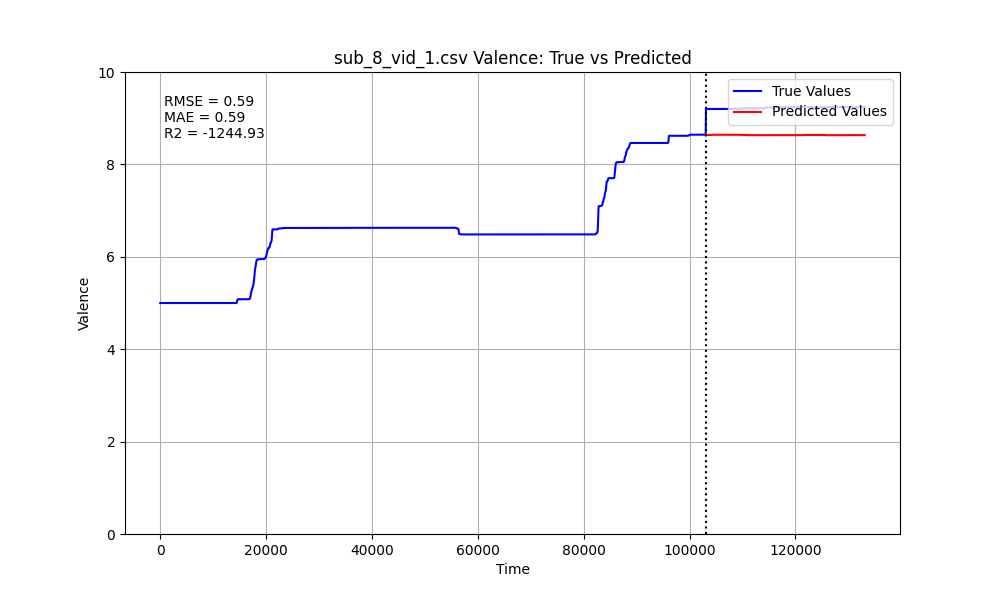 sub_8_vid_1.csv Valence: True vs Predicted
RMSE = 0.59
MAE = 0.59
R2 = -1244.93
True Values
Predicted Values
10
8
6
4
2
0
Valence
0 20000 40000 60000 80000 100000 120000
Time